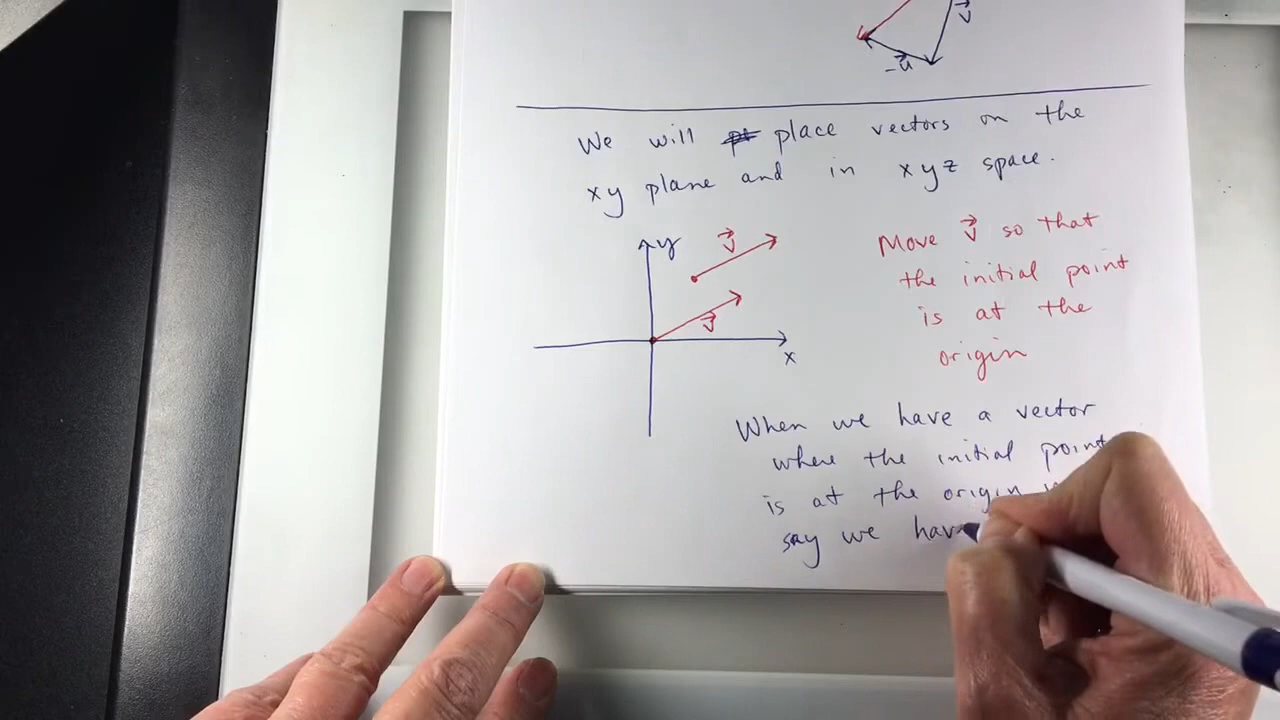 v
-u
We will place vectors on the
xy plane and in xyz space.
y
v
v
x
Move v so that
the initial point
is at the
origin
When we have a vector
where the initial point
is at the origin
say we hav